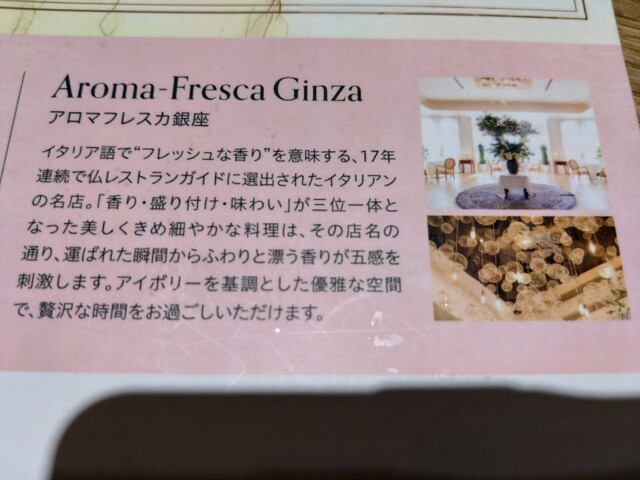 Aroma-Fresca Ginza
アロマフレスカ銀座
イタリア語で“フレッシュな香り”を意味する、17年
連続で仏レストランガイドに選出されたイタリアン
の名店。「香り・盛り付け・味わい」が三位一体と
なった美しくきめ細やかな料理は、その店名の
通り、運ばれた瞬間からふわりと漂う香りが五感を
刺激します。アイボリーを基調とした優雅な空間
で、贅沢な時間をお過ごしいただけます。